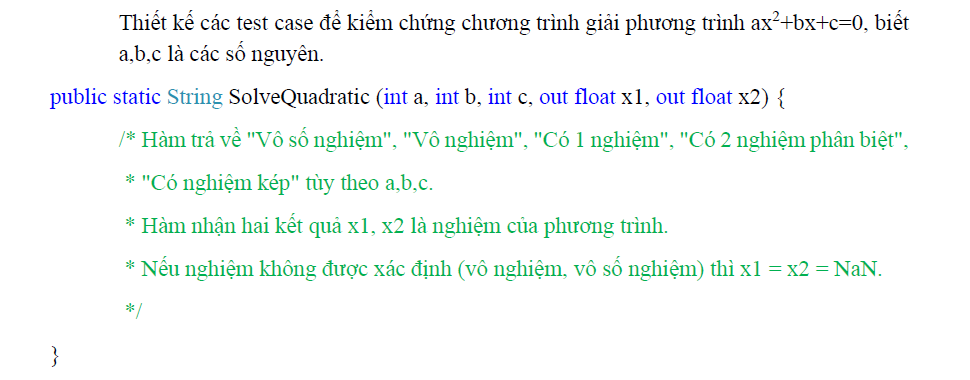 Thiết kế các test case để kiểm chứng chương trình giải phương trình ax²+bx+c=0, biết
a,b,c là các số nguyên.
public static String SolveQuadratic (int a, int b, int c, out float x1, out float x2) {
/* Hàm trả về "Vô số nghiệm", "Vô nghiệm", "Có 1 nghiệm", "Có 2 nghiệm phân biệt",
* "Có nghiệm kép" tùy theo a,b,c.
* Hàm nhận hai kết quả x1, x2 là nghiệm của phương trình.
* Nếu nghiệm không được xác định (vô nghiệm, vô số nghiệm) thì x1 = x2 = NaN.
*/
}